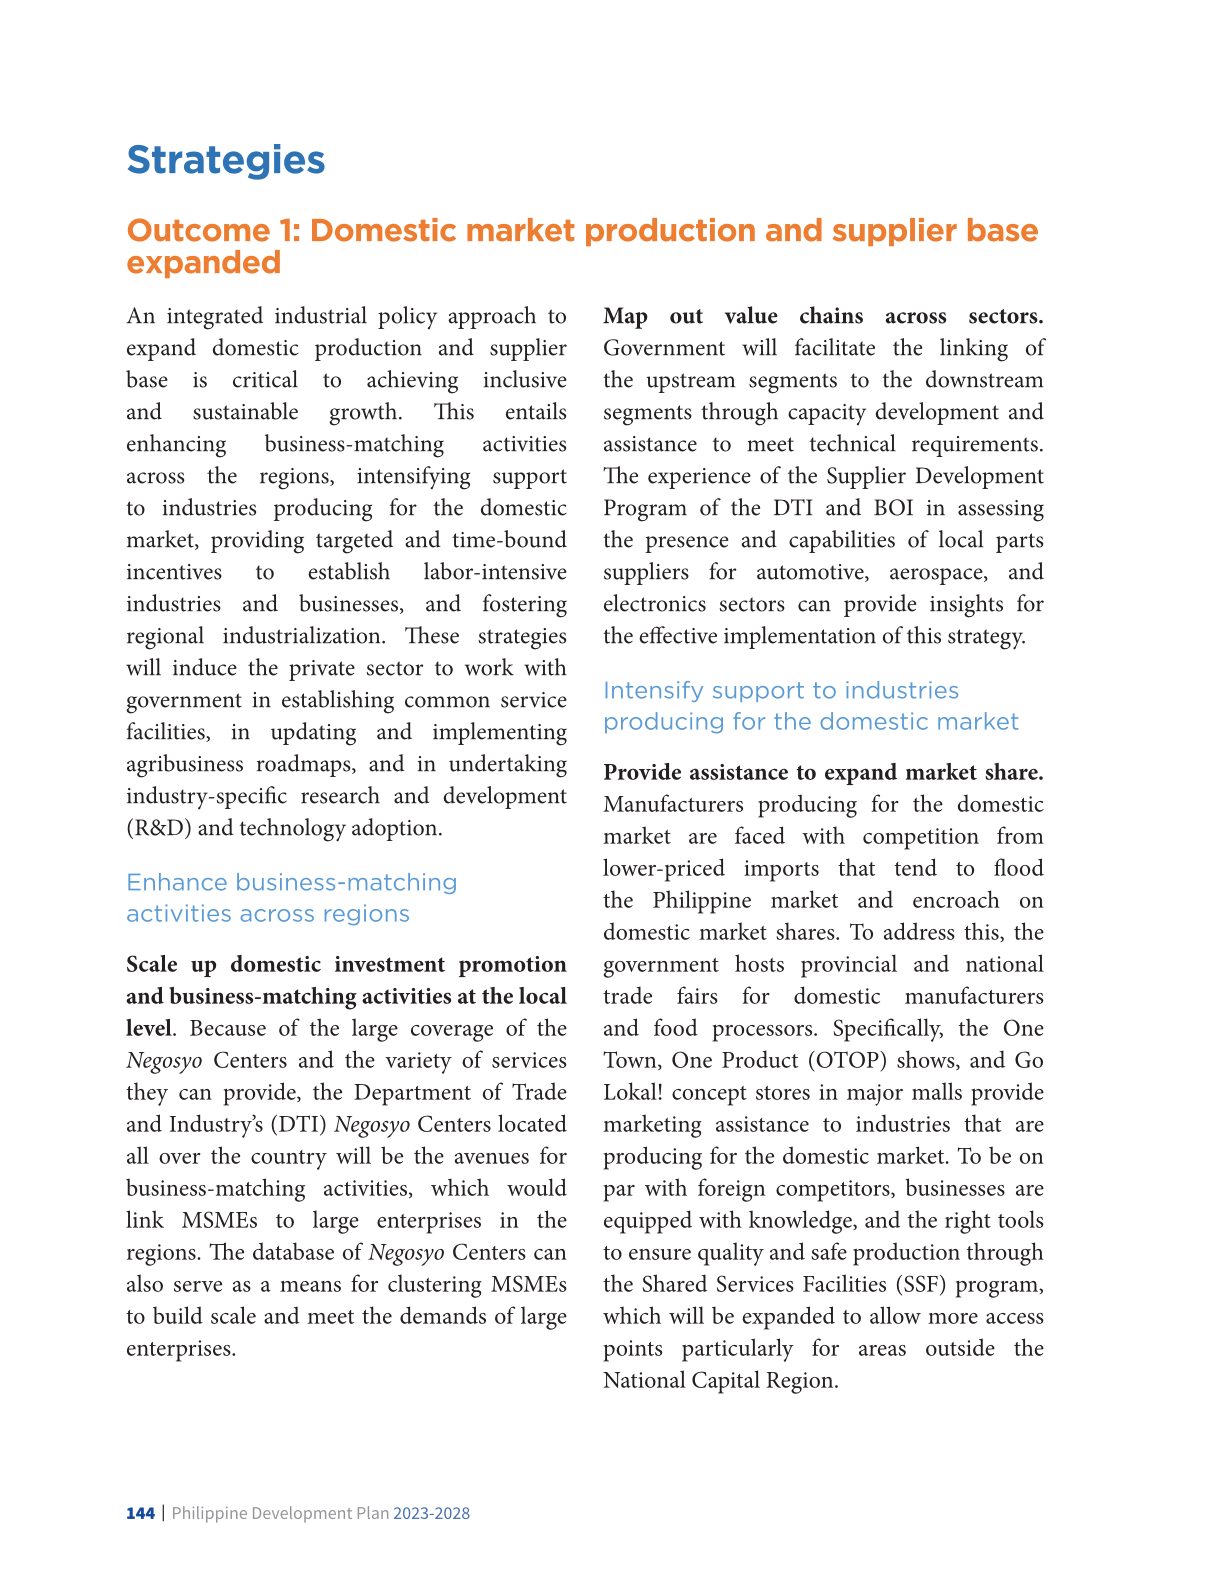 Strategies
Outcome 1: Domestic market production and supplier base
expanded
An integrated industrial policy approach to
expand domestic production and supplier
base is critical to achieving inclusive
and sustainable growth. This entails
enhancing business-matching activities
across the regions, intensifying support
to industries producing for the domestic
market, providing targeted and time-bound
incentives to establish labor-intensive
industries and businesses, and fostering
regional industrialization. These strategies
will induce the private sector to work with
government in establishing common service
facilities, in updating and implementing
agribusiness roadmaps, and in undertaking
industry-specific research and development
(R&D) and technology adoption.
Enhance business-matching
activities across regions
Scale up domestic investment promotion
and business-matching activities at the local
level. Because of the large coverage of the
Negosyo Centers and the variety of services
they can provide, the Department of Trade
and Industry’s (DTI) Negosyo Centers located
all over the country will be the avenues for
business-matching activities, which would
link MSMEs to large enterprises in the
regions. The database of Negosyo Centers can
also serve as a means for clustering MSMEs
to build scale and meet the demands of large
enterprises.
Map out value chains across sectors.
Government will facilitate the linking of
the upstream segments to the downstream
segments through capacity development and
assistance to meet technical requirements.
The experience of the Supplier Development
Program of the DTI and BOI in assessing
the presence and capabilities of local parts
suppliers for automotive, aerospace, and
electronics sectors can provide insights for
the effective implementation of this strategy.
Intensify support to industries
producing for the domestic market
Provide assistance to expand market share.
Manufacturers producing for the domestic
market are faced with competition from
lower-priced imports that tend to flood
the Philippine market and encroach on
domestic market shares. To address this, the
government hosts provincial and national
trade fairs for domestic manufacturers
and food processors. Specifically, the One
Town, One Product (OTOP) shows, and Go
Lokal! concept stores in major malls provide
marketing assistance to industries that are
producing for the domestic market. To be on
par with foreign competitors, businesses are
equipped with knowledge, and the right tools
to ensure quality and safe production through
the Shared Services Facilities (SSF) program,
which will be expanded to allow more access
points particularly for areas outside the
National Capital Region.
144 | Philippine Development Plan 2023-2028